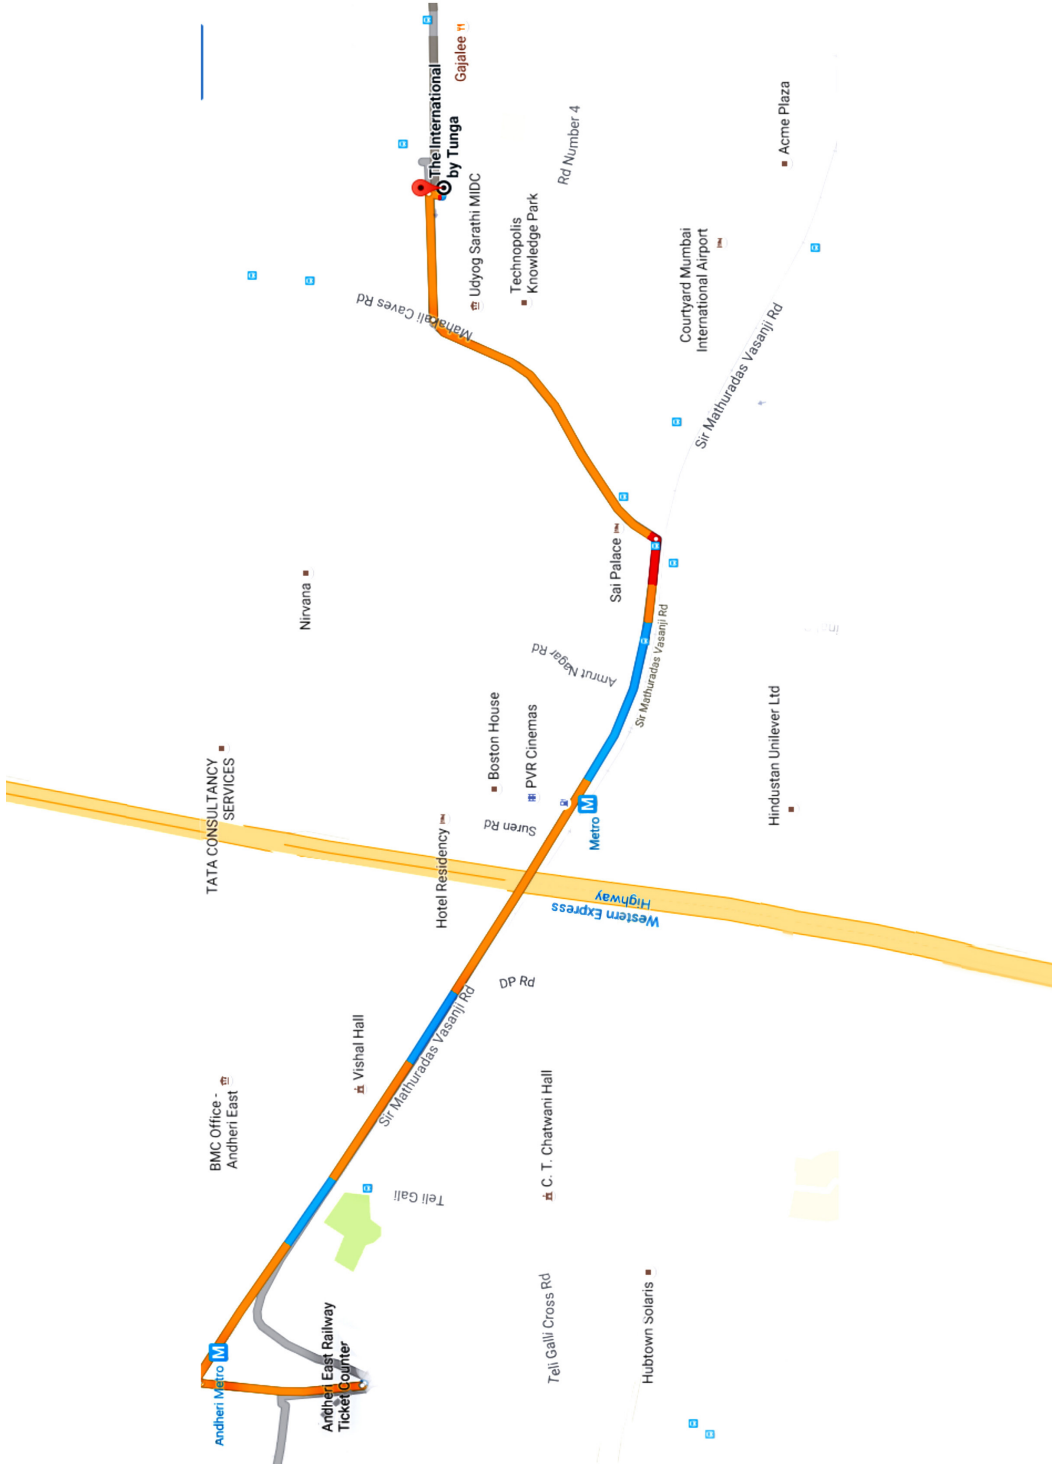 Gajalee
The International
by Tunga
Rd Number 4
Acme Plaza
Udyog Sarathi MIDC
Technopolis
Knowledge Park
Courtyard Mumbai
International Airport
Mahakali Caves Rd
Sir Mathuradas Vasanji Rd
Nirvana
Sai Palace
Amrut Nagar Rd
Sir Mathuradas Vasanji Rd
Boston House
PVR Cinemas
Hindustan Unilever Ltd
TATA CONSULTANCY
SERVICES
Hotel Residency
Suren Rd
M
Metro
Western Express
Highway
DP Rd
Vishal Hall
Sir Mathuradas Vasanji Rd
BMC Office -
Andheri East
C. T. Chatwani Hall
Teli Gali
Teli Galli Cross Rd
Hubtown Solaris
M
Andheri Metro
Andheri East Railway
Ticket Counter